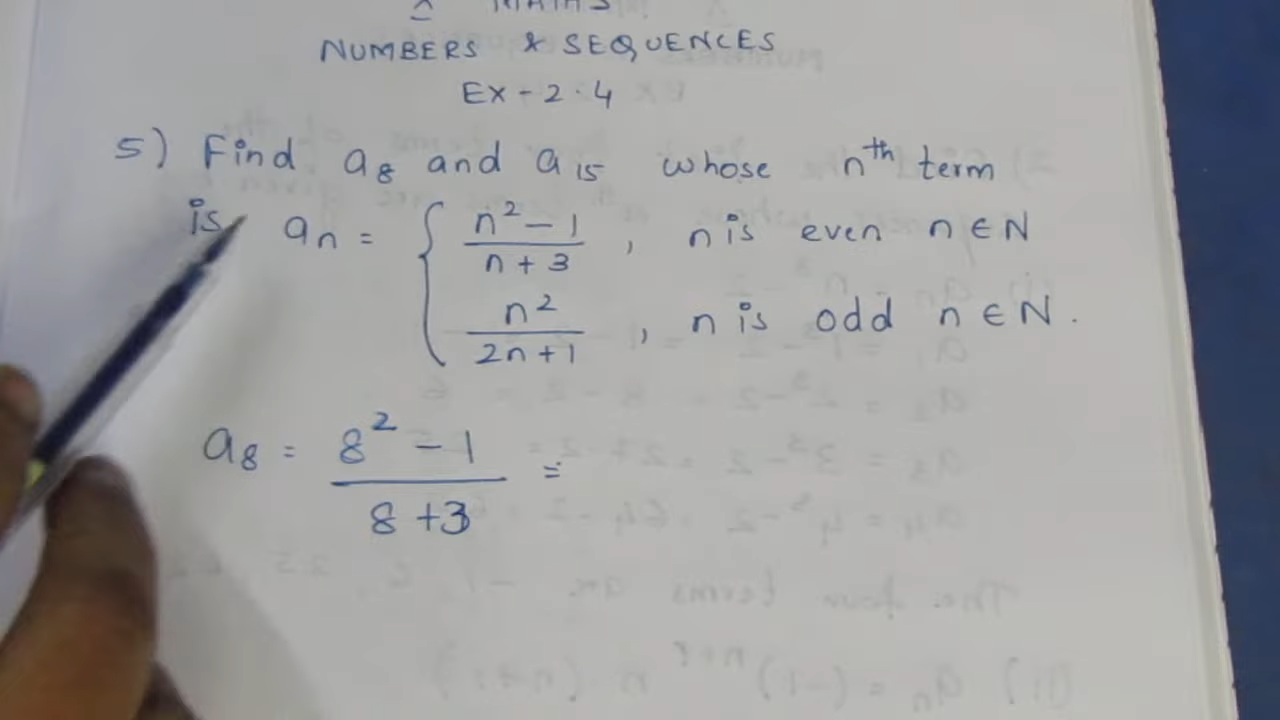 X MATHS
NUMBERS & SEQUENCES
EX - 2.4
5) Find a₈ and a₁₅ whose nᵗʰ term
is aₙ = { (n² - 1)/(n + 3) , n is even n ∈ N
n²/(2n + 1) , n is odd n ∈ N.
a₈ = (8² - 1)/(8 + 3) =